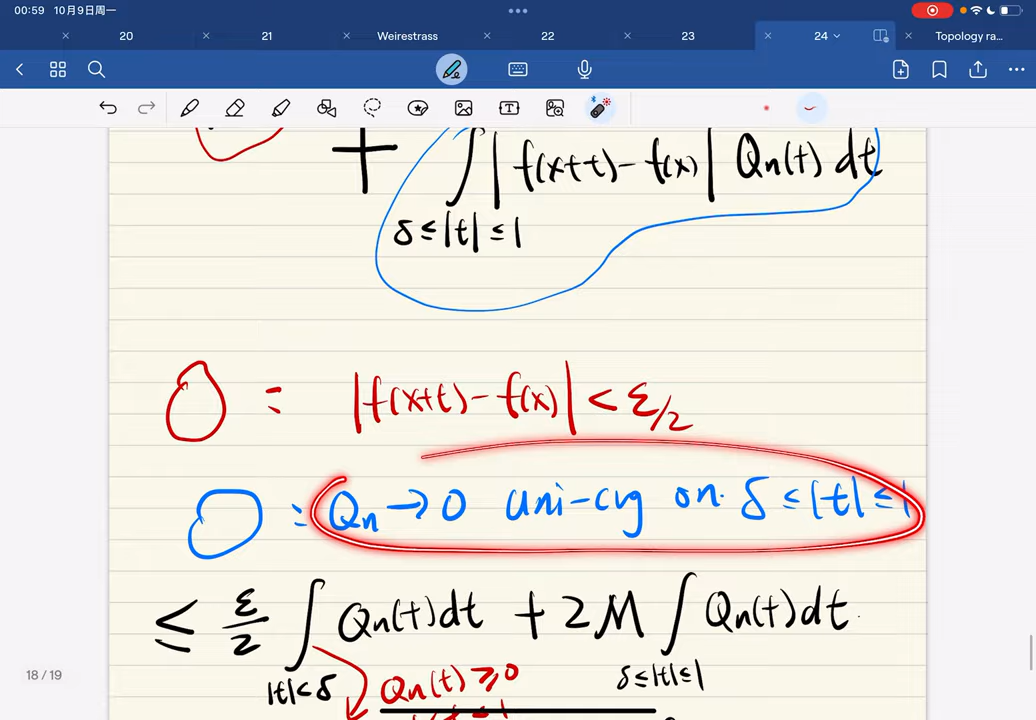 00:59 10月9日周一
20 21 Weirestrass 22 23 24 Topology ra...
+ ∫ |f(x+t)-f(x)| Qn(t) dt
δ≤|t|≤1
: |f(x+t)-f(x)| < ε/2
: Qn→0 uni-cvg on δ≤|t|≤1
≤ ε/2 ∫ Qn(t)dt + 2M ∫ Qn(t)dt.
|t|<δ Qn(t)≥0 δ≤|t|≤1
18 / 19